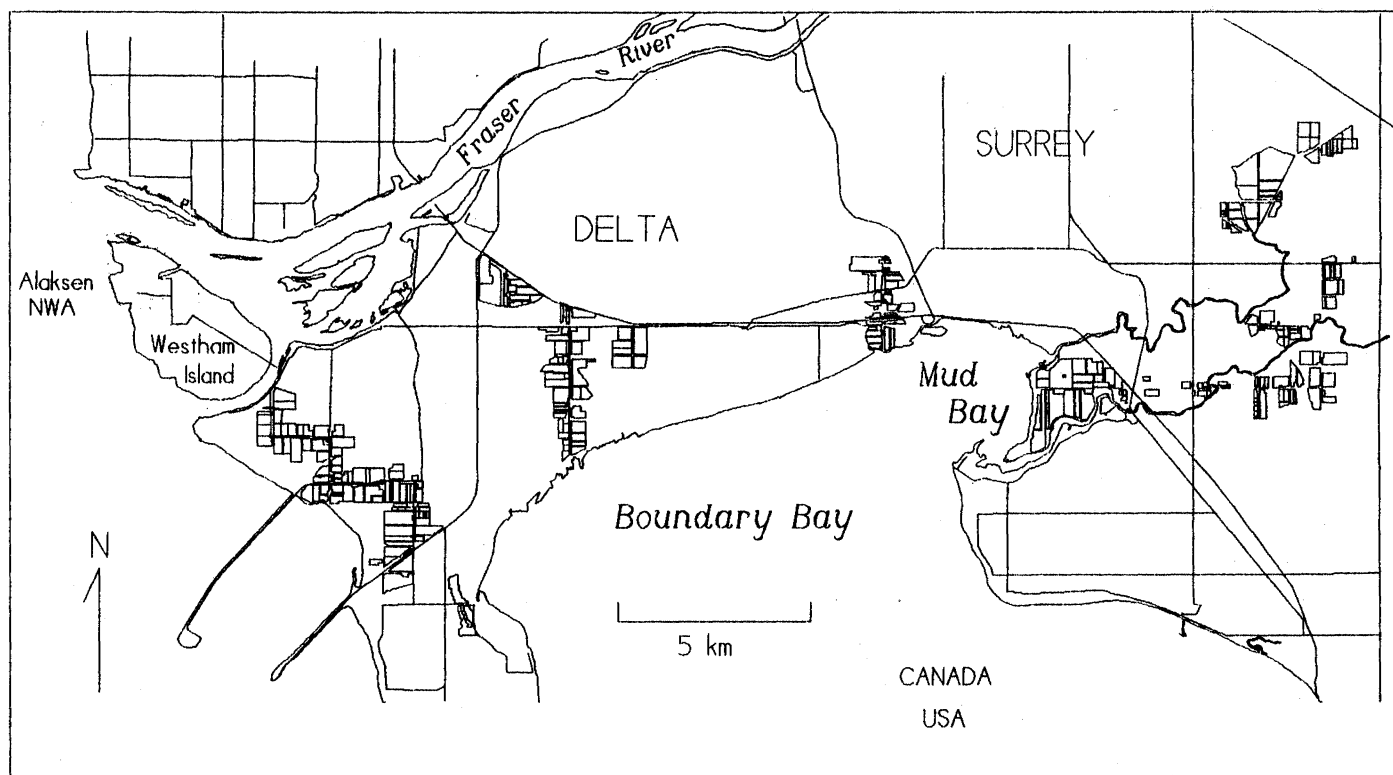 River
Fraser
SURREY
DELTA
Alaksen
NWA
Westham
Island
Mud
Bay
Boundary Bay
N
5 km
CANADA
USA